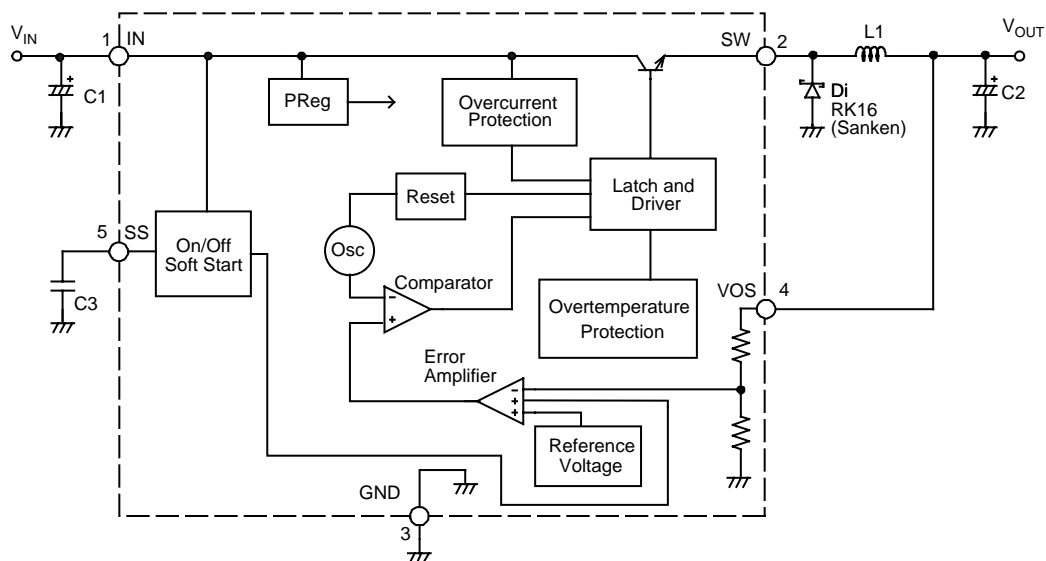 VIN
1
IN
SW
2
L1
VOUT
C1
PReg
Overcurrent
Protection
Di
RK16
(Sanken)
C2
Latch and
Driver
Reset
5
SS
On/Off
Soft Start
Osc
C3
Comparator
−
+
Overtemperature
Protection
VOS
4
Error
Amplifier
−
+
+
Reference
Voltage
GND
3
+
+